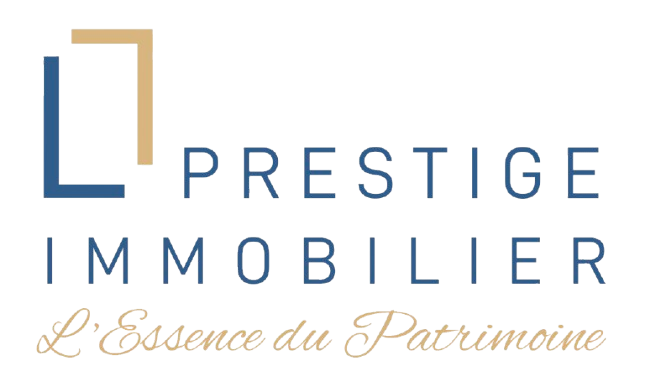 PRESTIGE
IMMOBILIER
L'Essence du Patrimoine